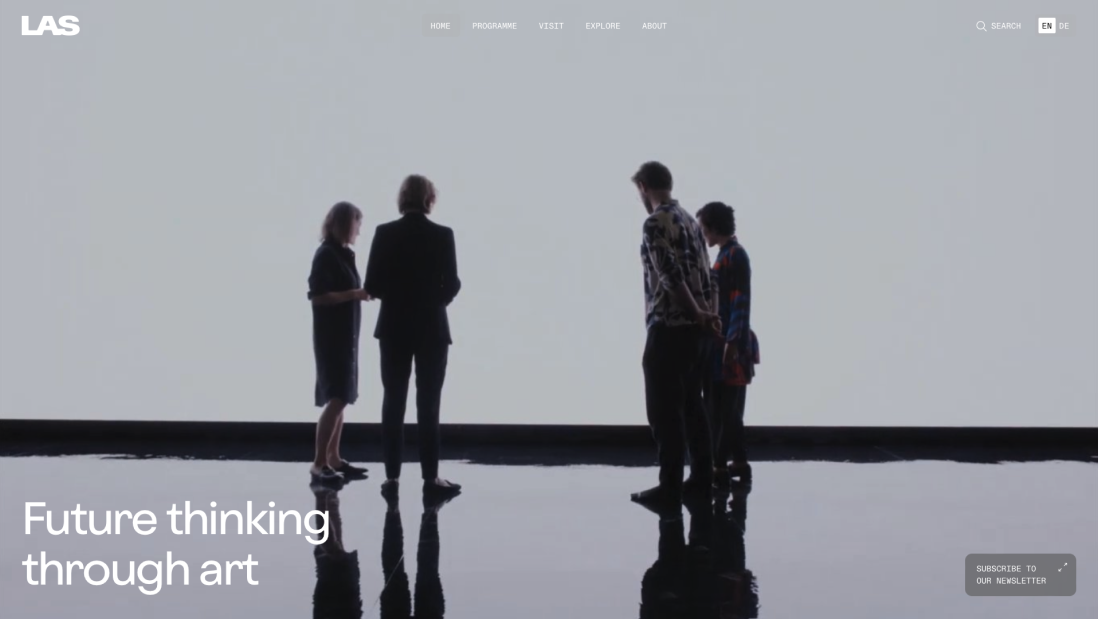 LAS
HOME PROGRAMME VISIT EXPLORE ABOUT
SEARCH EN DE
Future thinking
through art
SUBSCRIBE TO
OUR NEWSLETTER